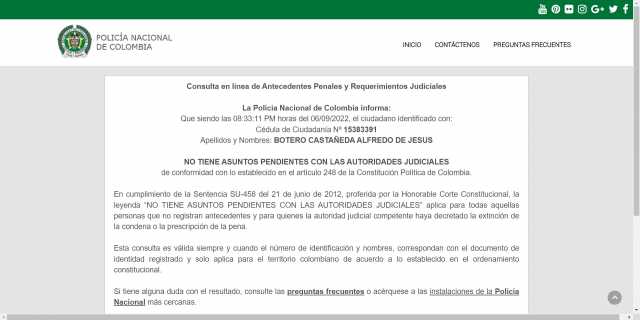 POLICÍA NACIONAL
DE COLOMBIA
INICIO CONTÁCTENOS PREGUNTAS FRECUENTES
Consulta en línea de Antecedentes Penales y Requerimientos Judiciales
La Policía Nacional de Colombia informa:
Que siendo las 08:33:11 PM horas del 06/09/2022, el ciudadano identificado con:
Cédula de Ciudadanía Nº 15383391
Apellidos y Nombres: BOTERO CASTAÑEDA ALFREDO DE JESUS
NO TIENE ASUNTOS PENDIENTES CON LAS AUTORIDADES JUDICIALES
de conformidad con lo establecido en el artículo 248 de la Constitución Política de Colombia.
En cumplimiento de la Sentencia SU-458 del 21 de junio de 2012, proferida por la Honorable Corte Constitucional, la
leyenda "NO TIENE ASUNTOS PENDIENTES CON LAS AUTORIDADES JUDICIALES" aplica para todas aquellas
personas que no registran antecedentes y para quienes la autoridad judicial competente haya decretado la extinción de
la condena o la prescripción de la pena.
Esta consulta es válida siempre y cuando el número de identificación y nombres, correspondan con el documento de
identidad registrado y solo aplica para el territorio colombiano de acuerdo a lo establecido en el ordenamiento
constitucional.
Si tiene alguna duda con el resultado, consulte las preguntas frecuentes o acérquese a las instalaciones de la Policía
Nacional más cercanas.